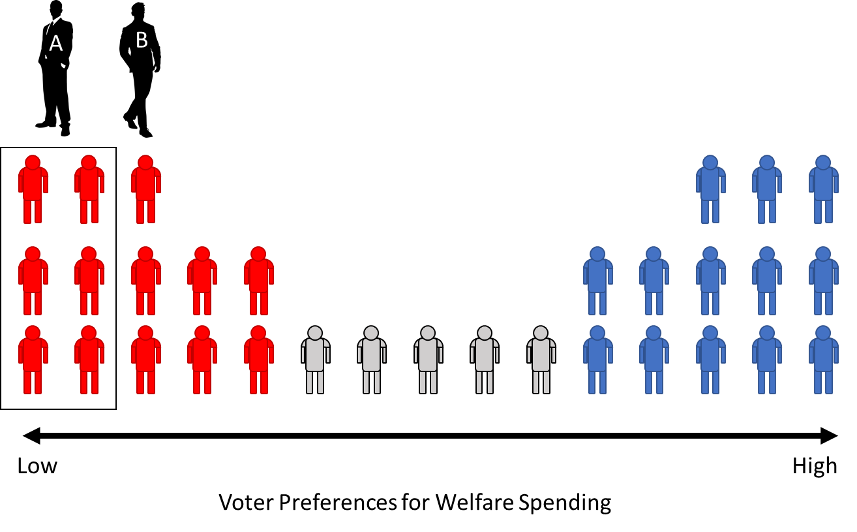 A B
Low High
Voter Preferences for Welfare Spending